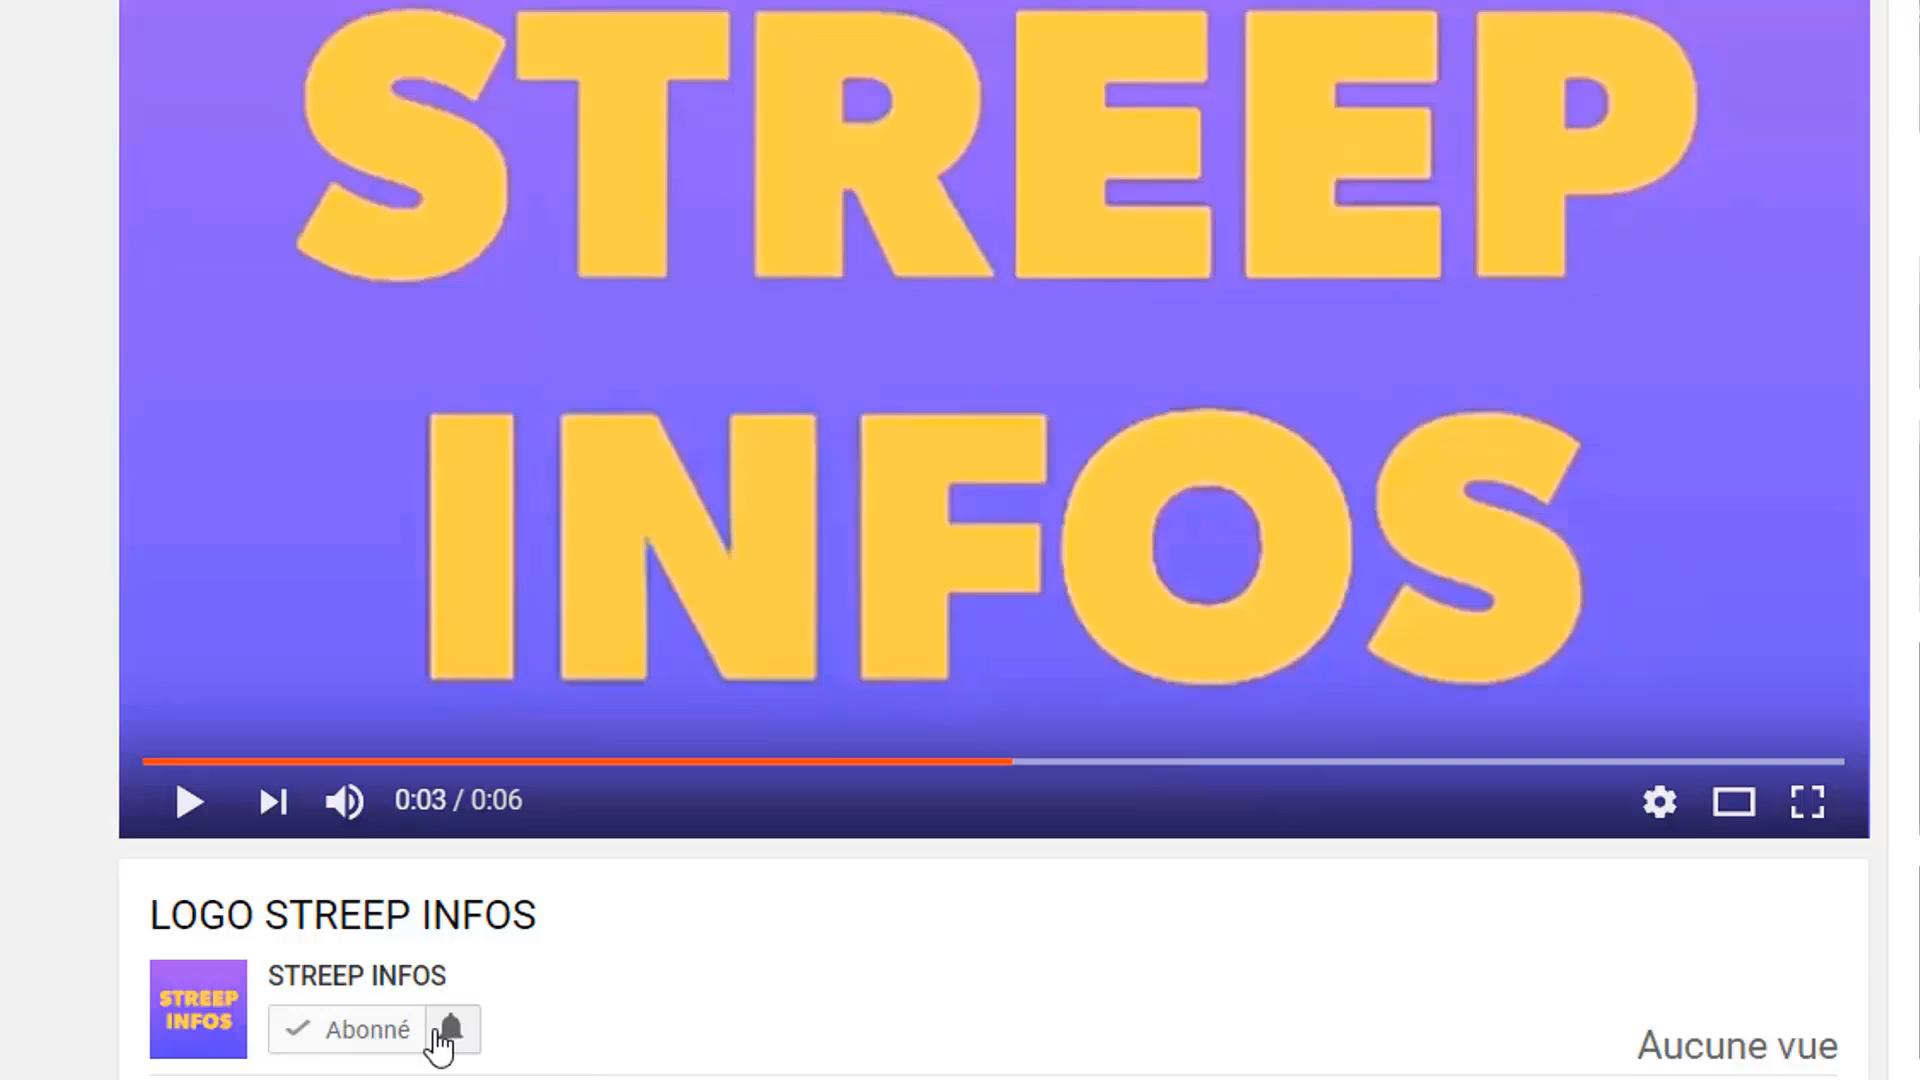 STREEP
INFOS
0:03 / 0:06
LOGO STREEP INFOS
STREEP INFOS
STREEP
INFOS
Abonné
Aucune vue